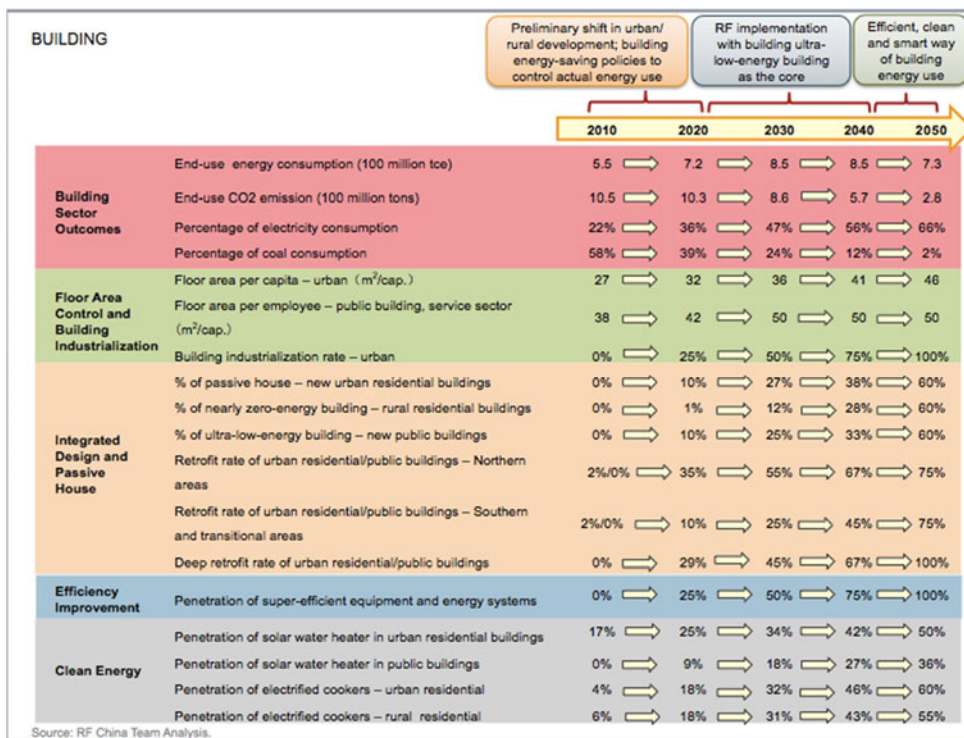 BUILDING
Preliminary shift in urban/
rural development; building
energy-saving policies to
control actual energy use
RF implementation
with building ultra-
low-energy building
as the core
Efficient, clean
and smart way
of building
energy use
2010 2020 2030 2040 2050
Building
Sector
Outcomes
End-use energy consumption (100 million tce) 5.5 7.2 8.5 8.5 7.3
End-use CO2 emission (100 million tons) 10.5 10.3 8.6 5.7 2.8
Percentage of electricity consumption 22% 36% 47% 56% 66%
Percentage of coal consumption 58% 39% 24% 12% 2%
Floor Area
Control and
Building
Industrialization
Floor area per capita – urban (m²/cap.) 27 32 36 41 46
Floor area per employee – public building, service sector
(m²/cap.) 38 42 50 50 50
Building industrialization rate – urban 0% 25% 50% 75% 100%
Integrated
Design and
Passive
House
% of passive house – new urban residential buildings 0% 10% 27% 38% 60%
% of nearly zero-energy building – rural residential buildings 0% 1% 12% 28% 60%
% of ultra-low-energy building – new public buildings 0% 10% 25% 33% 60%
Retrofit rate of urban residential/public buildings – Northern
areas 2%/0% 35% 55% 67% 75%
Retrofit rate of urban residential/public buildings – Southern
and transitional areas 2%/0% 10% 25% 45% 75%
Deep retrofit rate of urban residential/public buildings 0% 29% 45% 67% 100%
Efficiency
Improvement
Penetration of super-efficient equipment and energy systems 0% 25% 50% 75% 100%
Clean Energy
Penetration of solar water heater in urban residential buildings 17% 25% 34% 42% 50%
Penetration of solar water heater in public buildings 0% 9% 18% 27% 36%
Penetration of electrified cookers – urban residential 4% 18% 32% 46% 60%
Penetration of electrified cookers – rural residential 6% 18% 31% 43% 55%
Source: RF China Team Analysis.